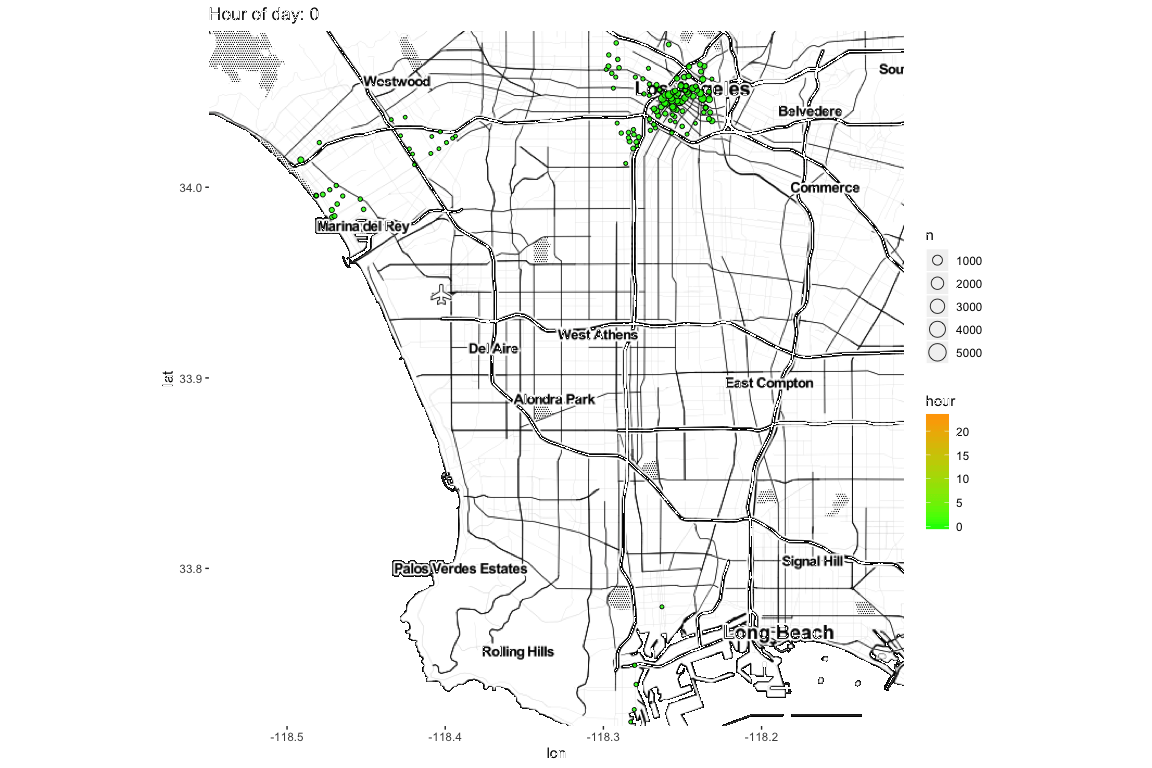 Hour of day: 0
Westwood
Los Angeles
Sou
Belvedere
Commerce
Marina del Rey
West Athens
Del Aire
East Compton
Alondra Park
Signal Hill
Palos Verdes Estates
Long Beach
Rolling Hills
34.0
33.9
33.8
lat
-118.5
-118.4
-118.3
-118.2
lon
n
1000
2000
3000
4000
5000
hour
20
15
10
5
0